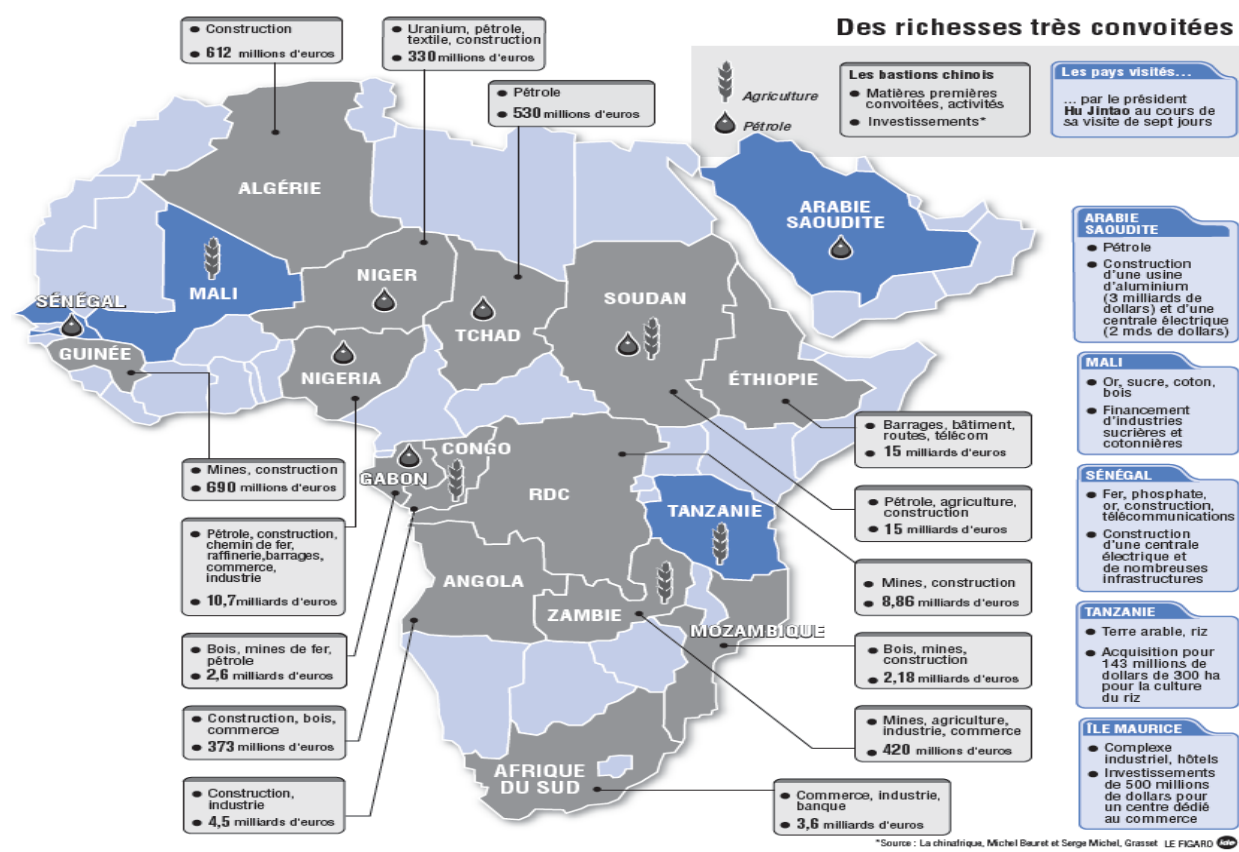 Des richesses très convoitées
Agriculture
Pétrole
Les bastions chinois
● Matières premières
convoitées, activités
● Investissements*
Les pays visités...
... par le président
Hu Jintao au cours de
sa visite de sept jours
● Construction
● 612 millions d'euros
● Uranium, pétrole,
textile, construction
● 330 millions d'euros
● Pétrole
● 530 millions d'euros
ALGÉRIE
ARABIE
SAOUDITE
MALI
NIGER
TCHAD
SOUDAN
SÉNÉGAL
GUINÉE
NIGERIA
ÉTHIOPIE
CONGO
GABON
RDC
TANZANIE
ANGOLA
ZAMBIE
MOZAMBIQUE
AFRIQUE
DU SUD
● Mines, construction
● 690 millions d'euros
● Pétrole, construction,
chemin de fer,
raffinerie,barrages,
commerce,
industrie
● 10,7milliards d'euros
● Bois, mines de fer,
pétrole
● 2,6 milliards d'euros
● Construction, bois,
commerce
● 373 millions d'euros
● Construction,
industrie
● 4,5 milliards d'euros
● Barrages, bâtiment,
routes, télécom
● 15 milliards d'euros
● Pétrole, agriculture,
construction
● 15 milliards d'euros
● Mines, construction
● 8,86 milliards d'euros
● Bois, mines,
construction
● 2,18 milliards d'euros
● Mines, agriculture,
industrie, commerce
● 420 millions d'euros
● Commerce, industrie,
banque
● 3,6 milliards d'euros
ARABIE
SAOUDITE
● Pétrole
● Construction
d'une usine
d'aluminium
(3 milliards de
dollars) et d'une
centrale électrique
(2 mds de dollars)
MALI
● Or, sucre, coton,
bois
● Financement
d'industries
sucrières et
cotonnières
SÉNÉGAL
● Fer, phosphate,
or, construction,
télécommunications
● Construction
d'une centrale
électrique et
de nombreuses
infrastructures
TANZANIE
● Terre arable, riz
● Acquisition pour
143 millions de
dollars de 300 ha
pour la culture
du riz
ÎLE MAURICE
● Complexe
industriel, hôtels
● Investissements
de 500 millions
de dollars pour
un centre dédié
au commerce
*Source : La chinafrique, Michel Beuret et Serge Michel, Grasset LE FIGARO ide